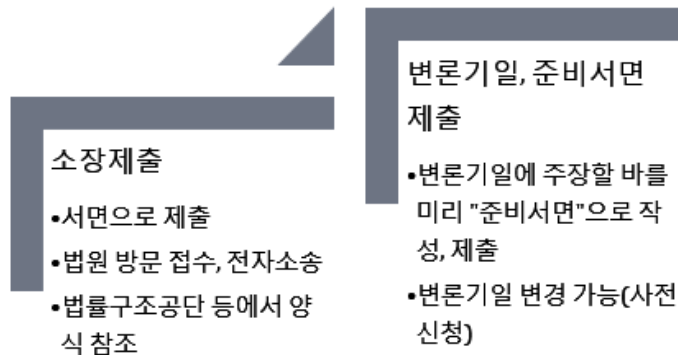 소장제출
•서면으로 제출
•법원 방문 접수, 전자소송
•법률구조공단 등에서 양
식 참조
변론기일, 준비서면
제출
•변론기일에 주장할 바를
미리 "준비서면"으로 작
성, 제출
•변론기일 변경 가능(사전
신청)